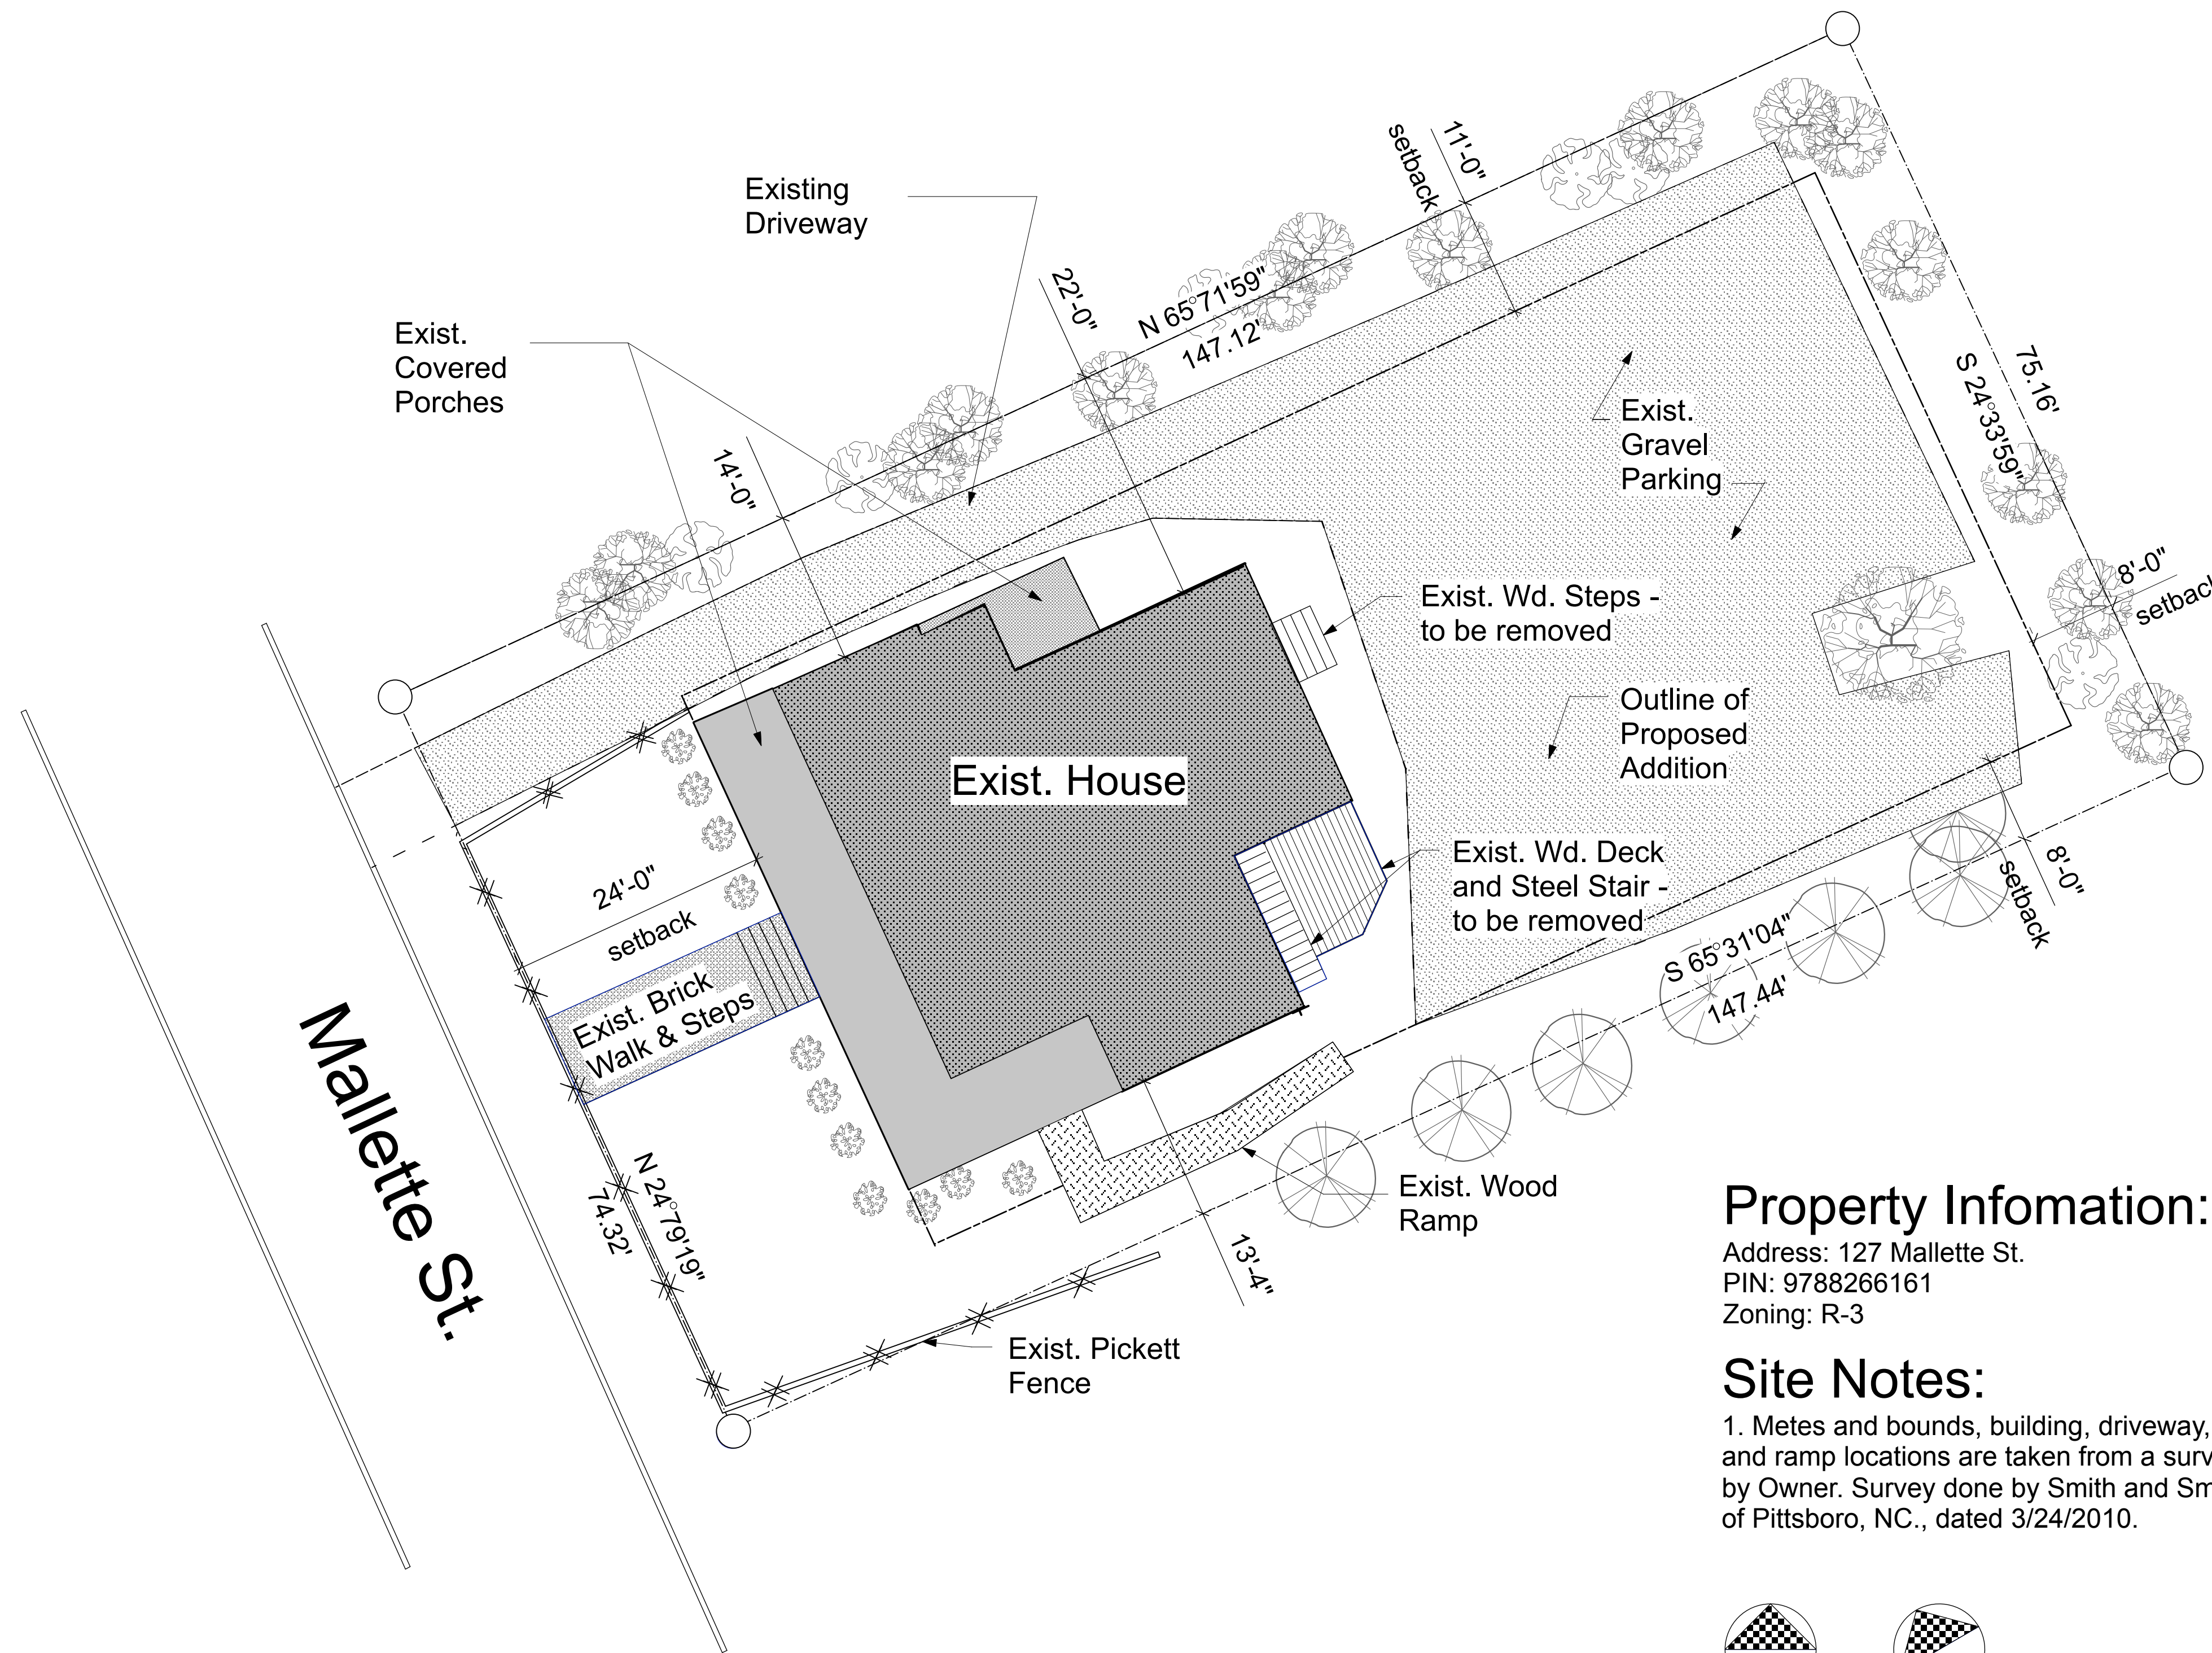 setback
11'-0"
Existing
Driveway
22'-0"
N 65°71'59"
147.12'
Exist.
Covered
Porches
75.16'
S 24°33'59"
Exist.
Gravel
Parking
14'-0"
8'-0"
setback
Exist. Wd. Steps -
to be removed
Outline of
Proposed
Addition
Exist. House
Exist. Wd. Deck
and Steel Stair -
to be removed
24'-0"
setback
8'-0"
setback
S 65°31'04"
147.44'
Exist. Brick
Walk & Steps
Mallette St.
N 24°79'19"
74.32'
Exist. Wood
Ramp
13'-4"
Exist. Pickett
Fence
Property Infomation:
Address: 127 Mallette St.
PIN: 9788266161
Zoning: R-3
Site Notes:
1. Metes and bounds, building, driveway,
and ramp locations are taken from a
by Owner. Survey done by Smith and
of Pittsboro, NC., dated 3/24/2010.